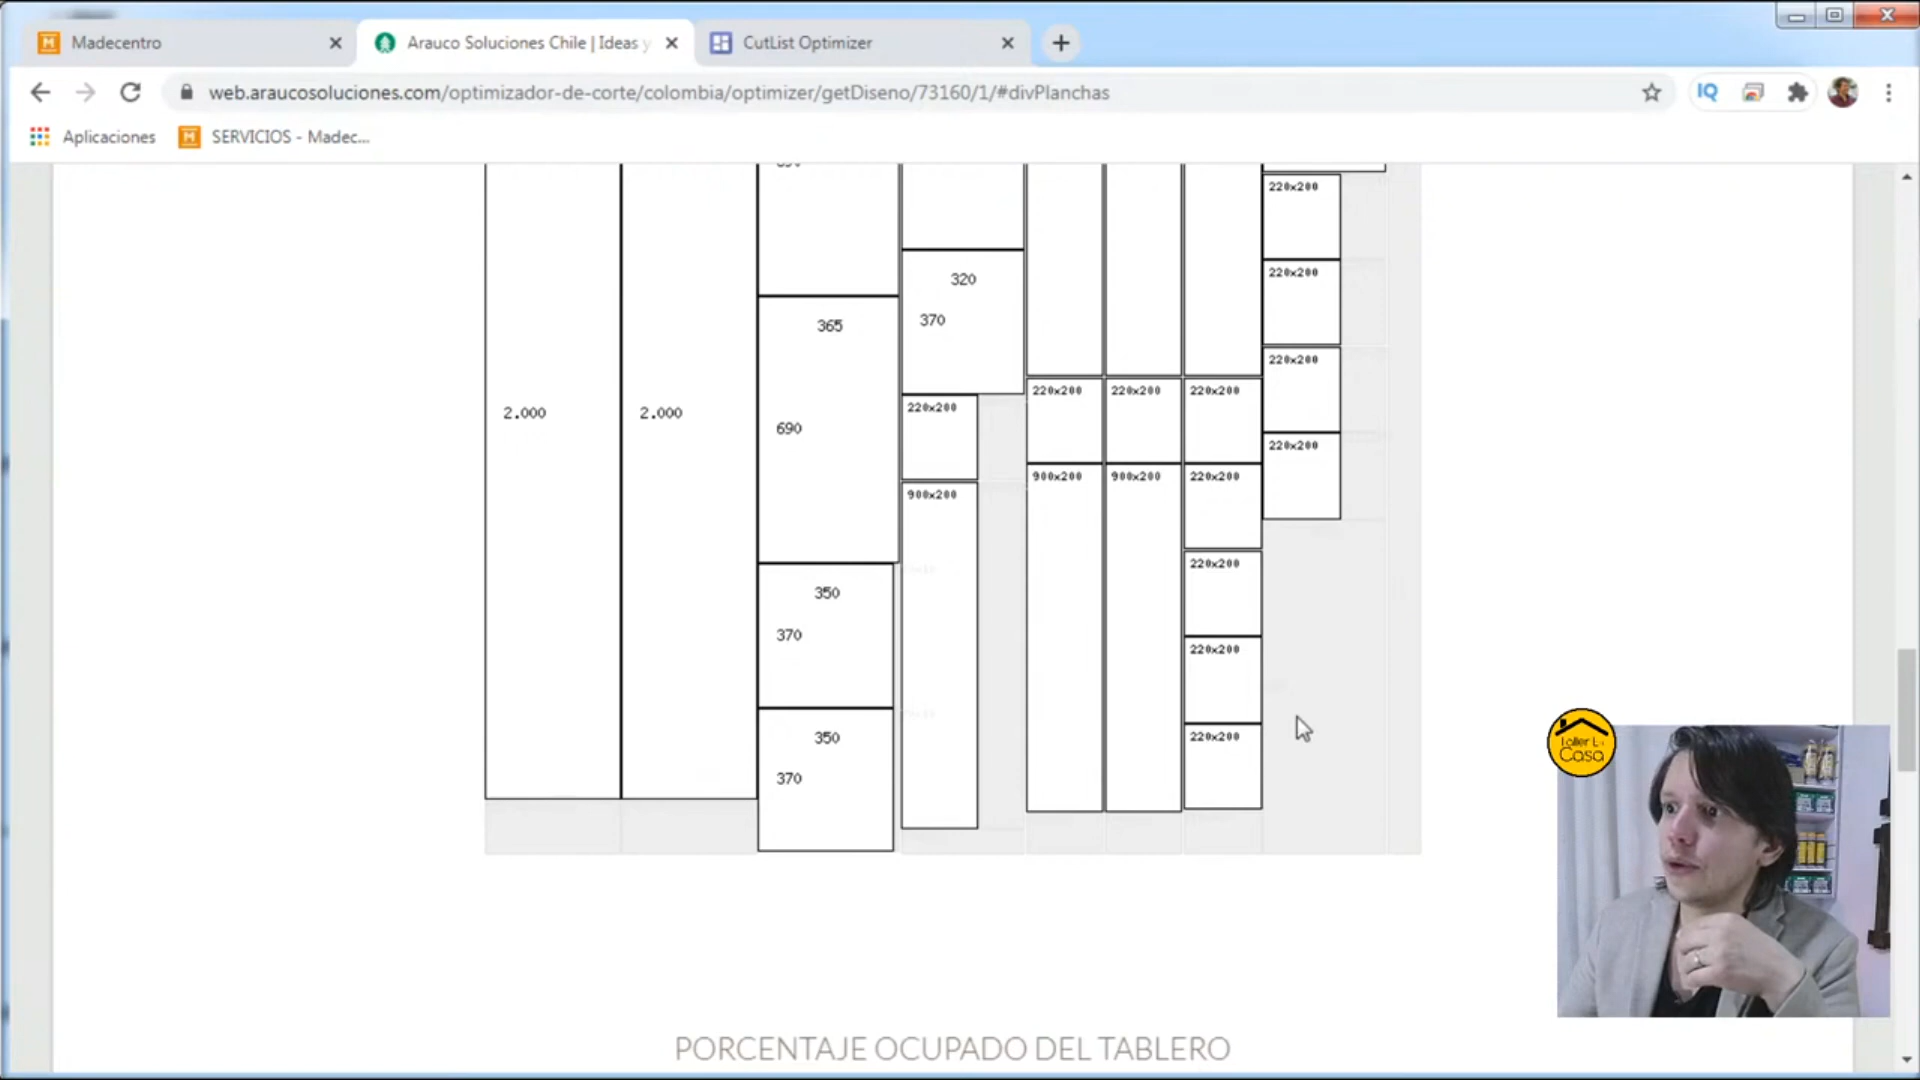 Madecentro
Arauco Soluciones Chile | Ideas y
CutList Optimizer
web.araucosoluciones.com/optimizador-de-corte/colombia/optimizer/getDiseno/73160/1/#divPlanchas
IQ
Aplicaciones
SERVICIOS - Madec...
220x200
220x200
320
365
370
220x200
220x200
220x200
220x200
220x200
2.000
2.000
690
220x200
900x200
900x200
900x200
220x200
220x200
350
370
220x200
350
220x200
370
Taller En
Casa
PORCENTAJE OCUPADO DEL TABLERO